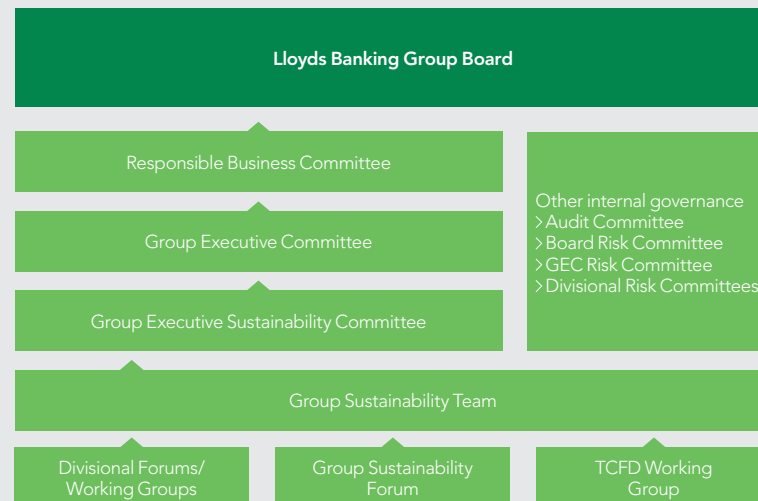 Lloyds Banking Group Board
Responsible Business Committee
Group Executive Committee
Group Executive Sustainability Committee
Other internal governance
>Audit Committee
>Board Risk Committee
>GEC Risk Committee
>Divisional Risk Committees
Group Sustainability Team
Divisional Forums/
Working Groups
Group Sustainability
Forum
TCFD Working
Group